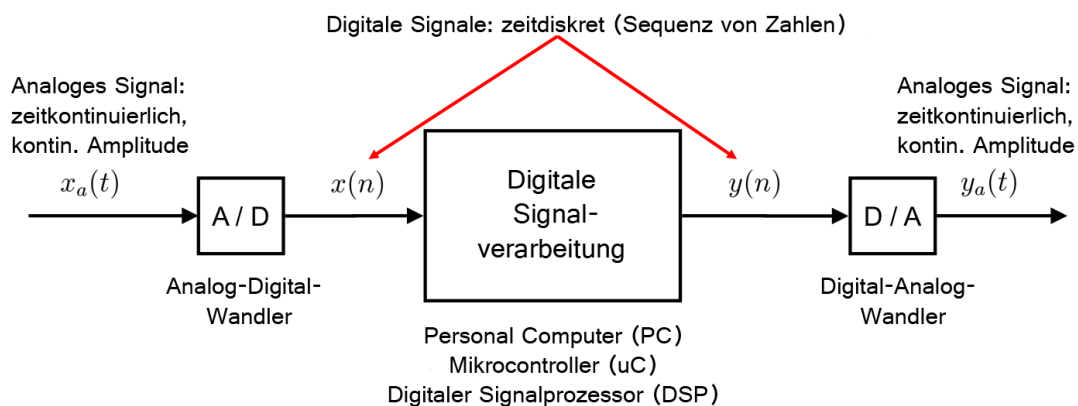 Digitale Signale: zeitdiskret (Sequenz von Zahlen)
Analoges Signal:
zeitkontinuierlich,
kontin. Amplitude
x_a(t)
A / D
Analog-Digital-
Wandler
x(n)
Digitale
Signal-
verarbeitung
Personal Computer (PC)
Mikrocontroller (uC)
Digitaler Signalprozessor (DSP)
y(n)
D / A
Digital-Analog-
Wandler
Analoges Signal:
zeitkontinuierlich,
kontin. Amplitude
y_a(t)